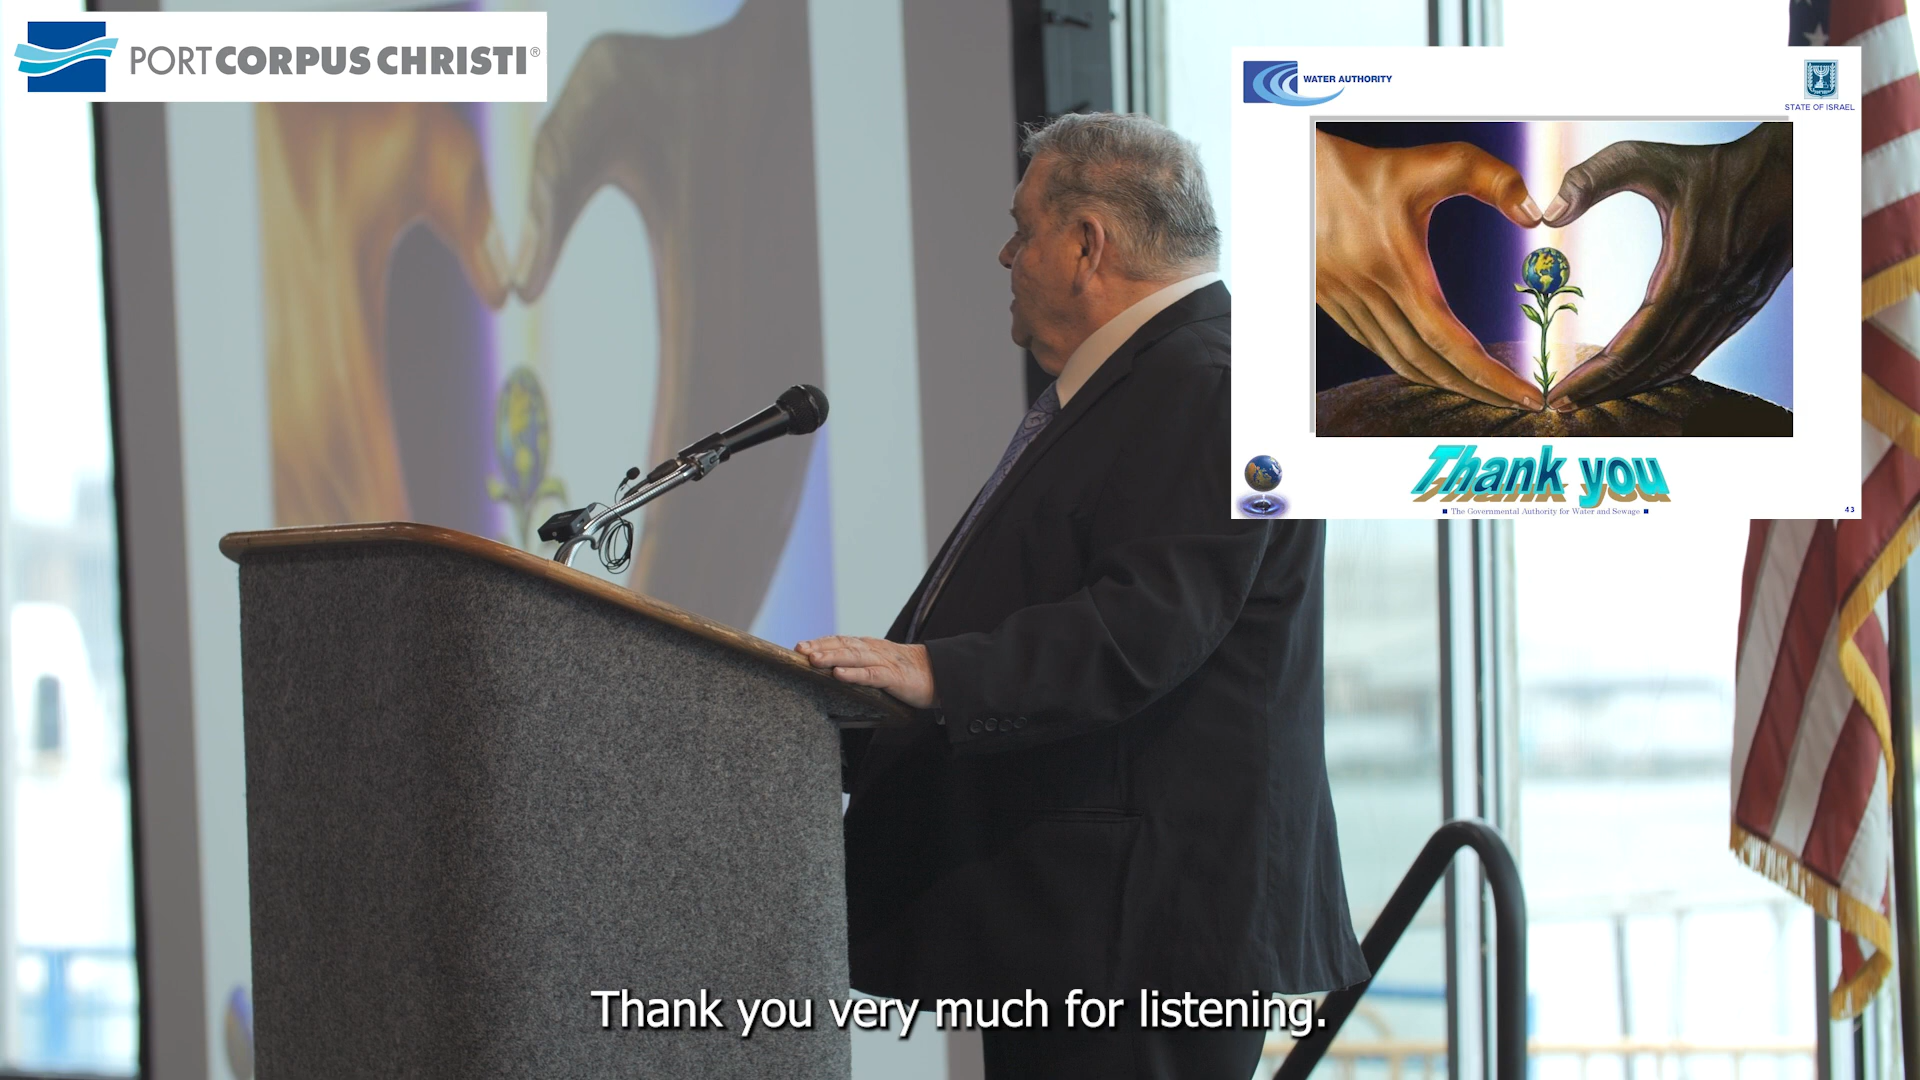 PORT CORPUS CHRISTI®
WATER AUTHORITY
STATE OF ISRAEL
Thank you
The Governmental Authority for Water and Sewage
43
Thank you very much for listening.